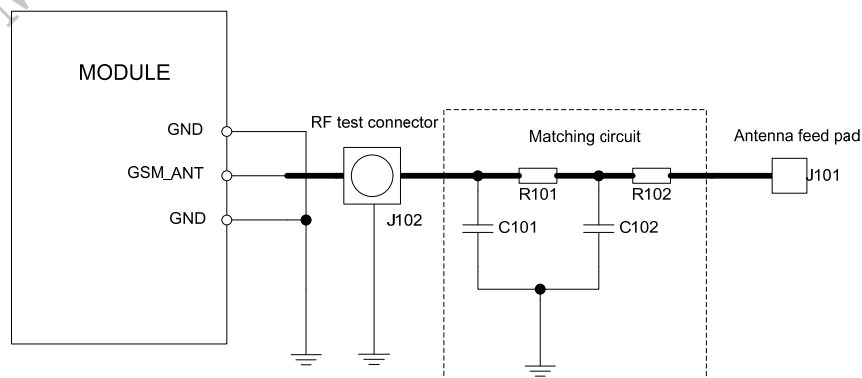 MODULE
GND
GSM_ANT
GND
RF test connector
J102
Matching circuit
R101
R102
C101
C102
Antenna feed pad
J101